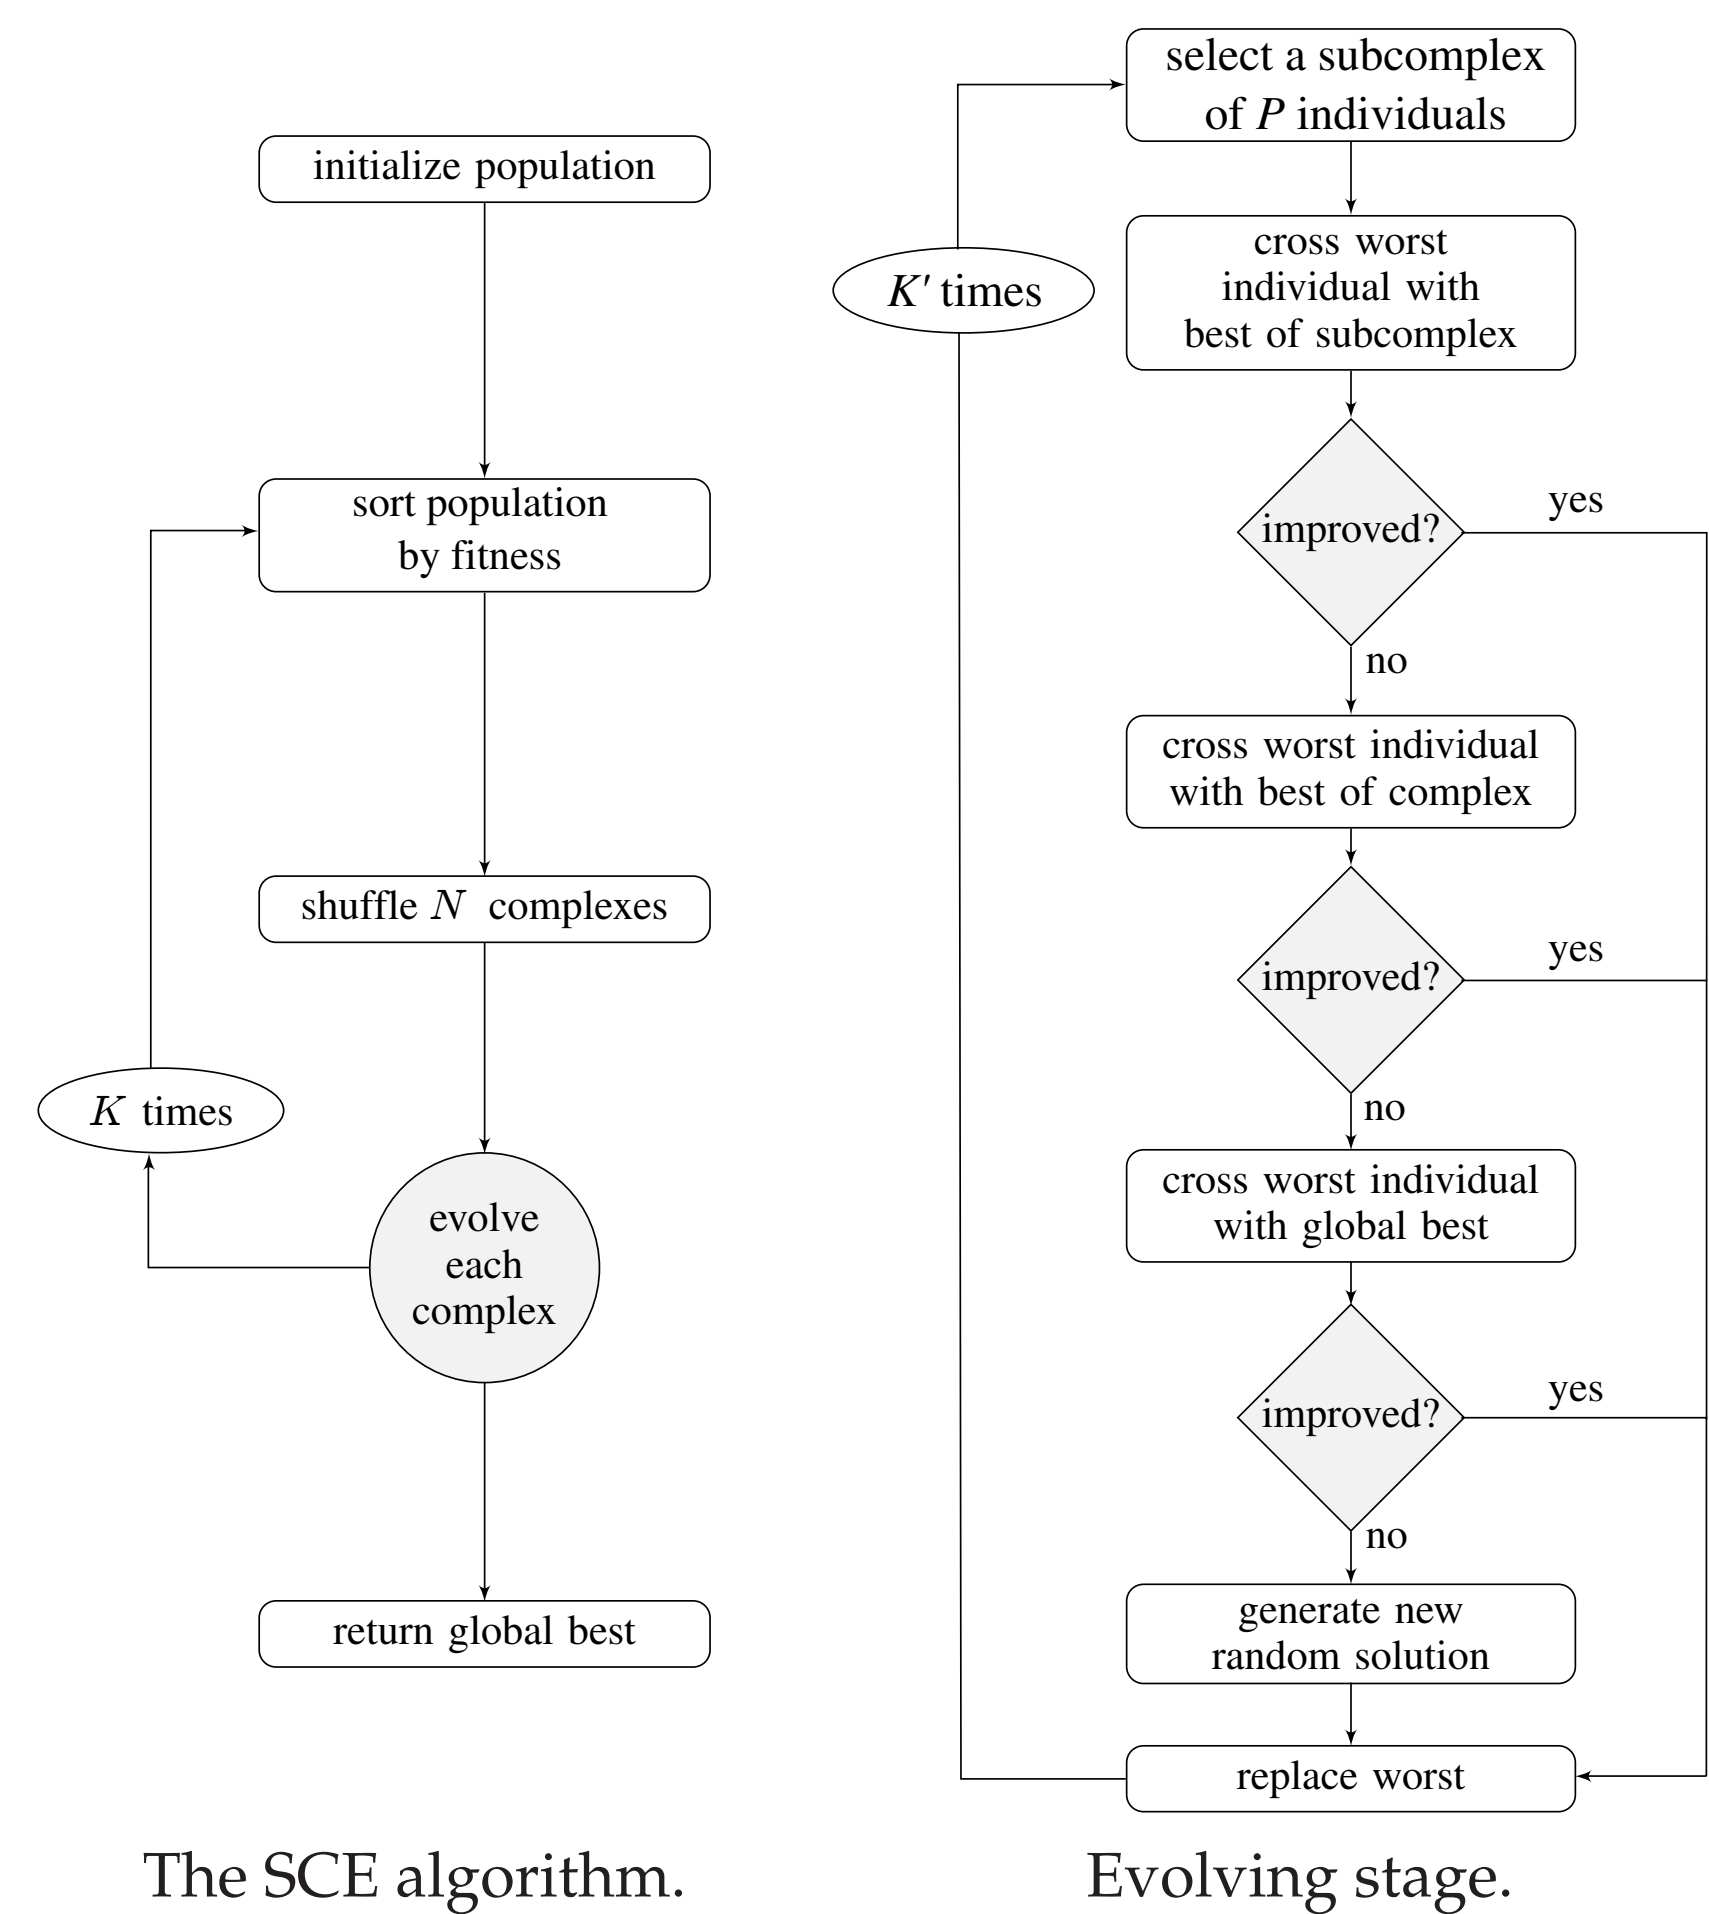 initialize population
sort population
by fitness
shuffle N complexes
K times
evolve
each
complex
return global best
The SCE algorithm.
select a subcomplex
of P individuals
K' times
cross worst
individual with
best of subcomplex
improved?
yes
no
cross worst individual
with best of complex
improved?
yes
no
cross worst individual
with global best
improved?
yes
no
generate new
random solution
replace worst
Evolving stage.